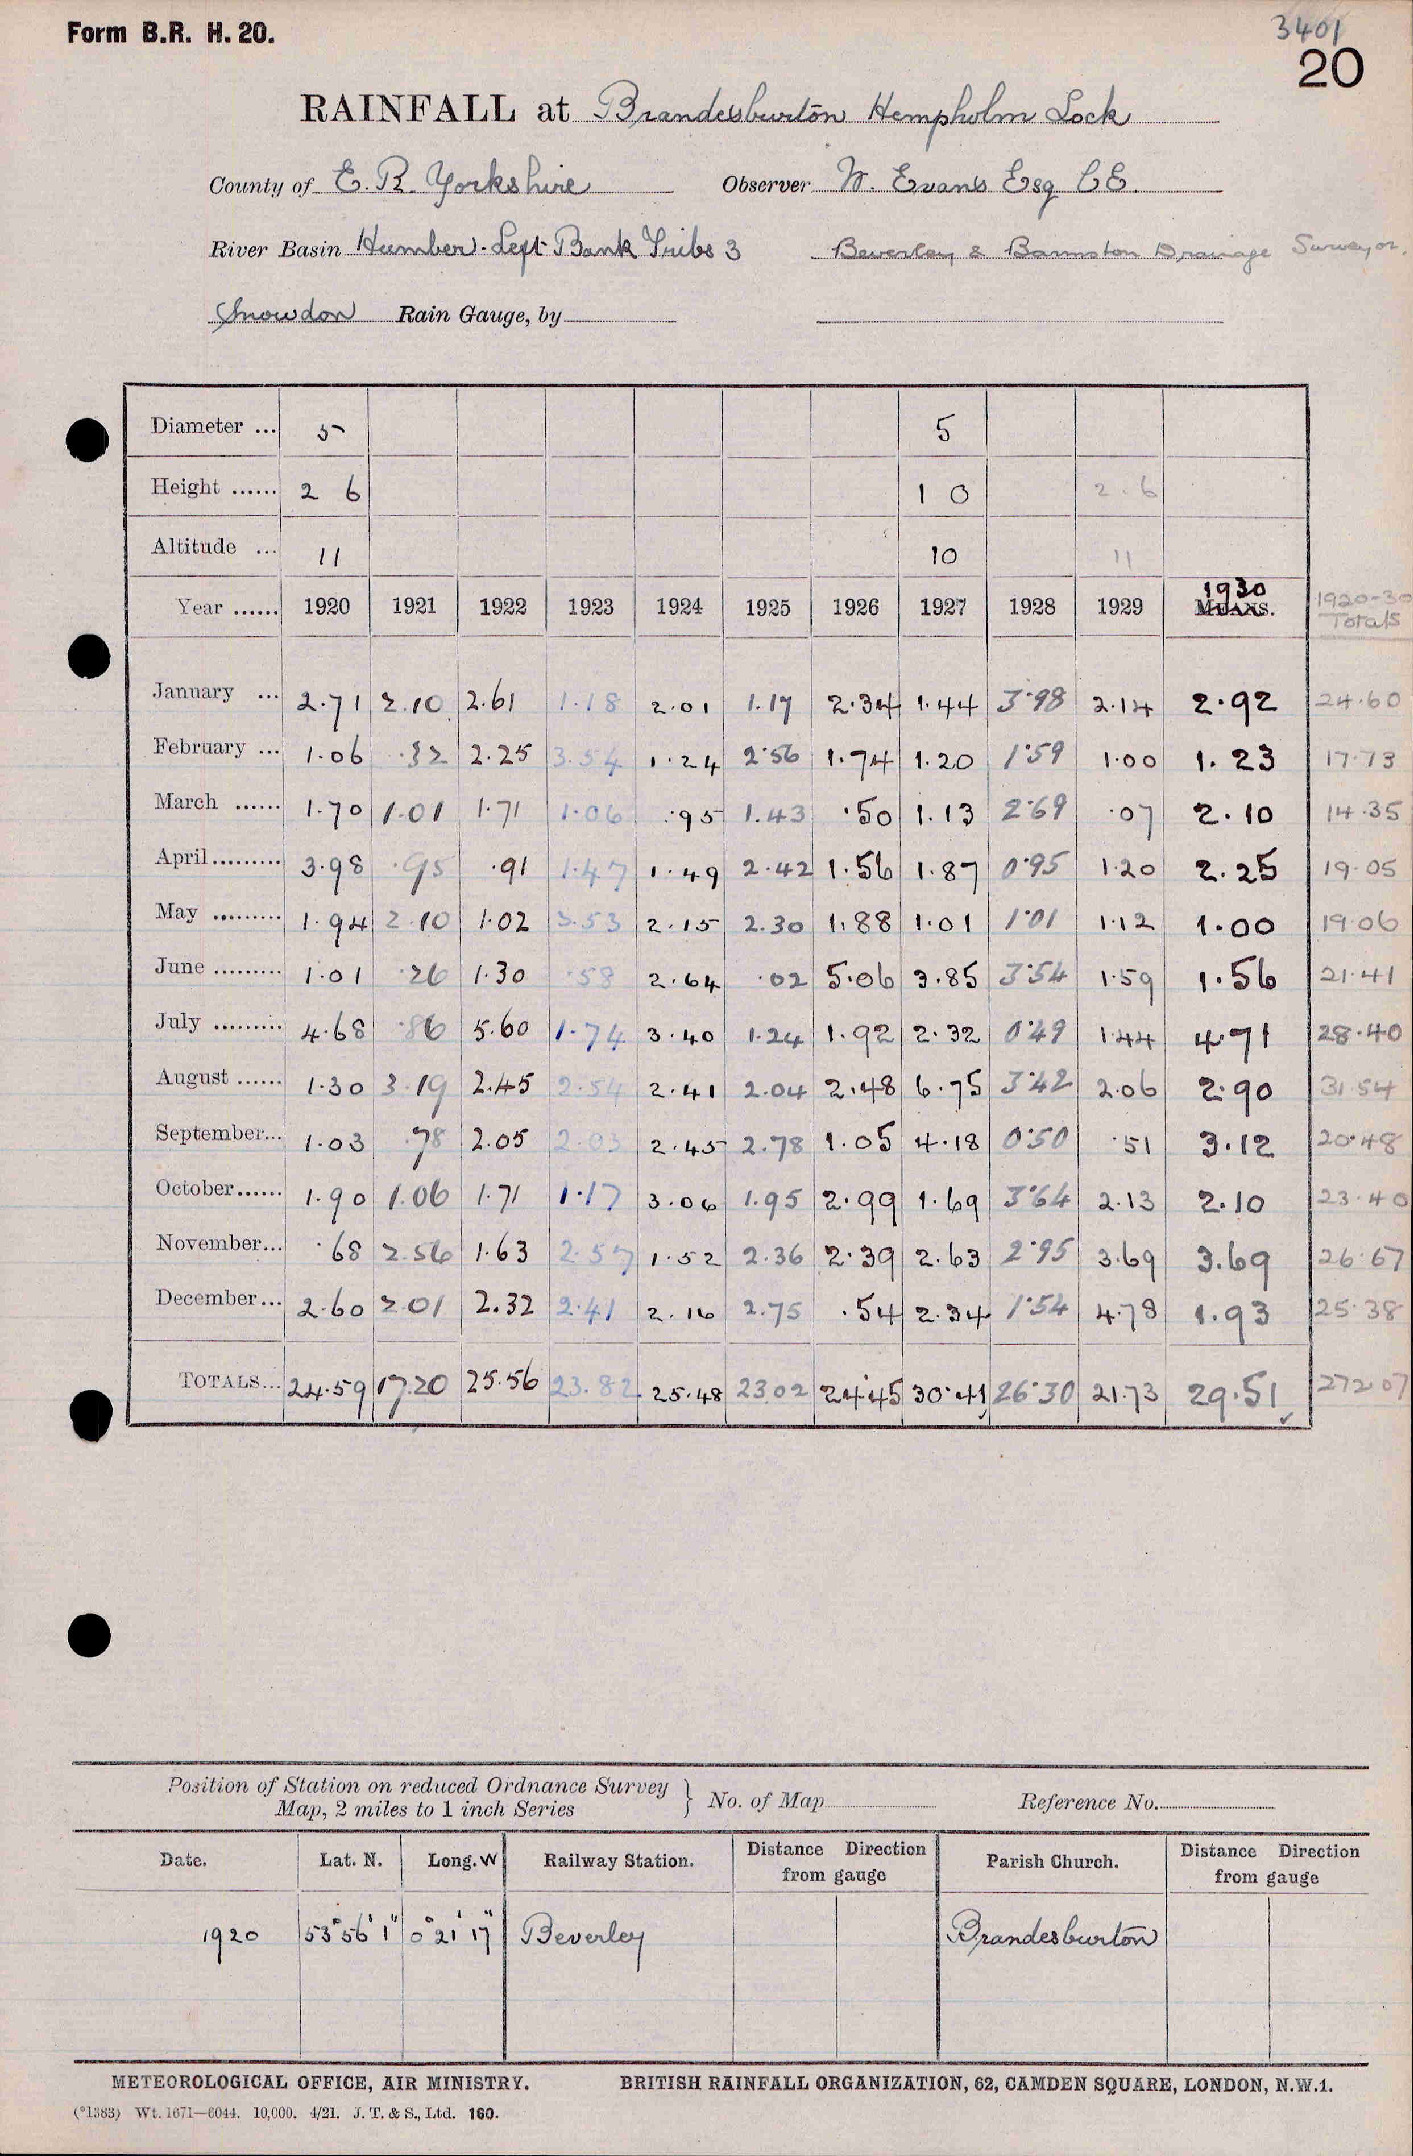 Form B.R. H. 20.
3401
20
RAINFALL at Brandesburton Hempholm Lock
County of E. R. Yorkshire Observer W. Evans Esq C E.
River Basin Humber. Left Bank Tribs 3 Beverley & Barmston Drainage Surveyor.
Snowdon Rain Gauge, by
Diameter ... 5 5
Height ...... 2 6 1 0 2.6
Altitude ... 11 10 11
Year ...... 1920 1921 1922 1923 1924 1925 1926 1927 1928 1929 1930 MEANS. 1920-30 Totals
January ... 2.71 2.10 2.61 1.18 2.01 1.17 2.34 1.44 3.98 2.14 2.92 24.60
February ... 1.06 .32 2.25 3.54 1.24 2.56 1.74 1.20 1.59 1.00 1.23 17.73
March ...... 1.70 1.01 1.71 1.06 .95 1.43 .50 1.13 2.69 .07 2.10 14.35
April......... 3.98 .95 .91 1.47 1.49 2.42 1.56 1.87 0.95 1.20 2.25 19.05
May ......... 1.94 2.10 1.02 3.53 2.15 2.30 1.88 1.01 1.01 1.12 1.00 19.06
June ......... 1.01 .26 1.30 .58 2.64 .02 5.06 3.85 3.54 1.59 1.56 21.41
July ......... 4.68 .86 5.60 1.74 3.40 1.24 1.92 2.32 0.49 1.44 4.71 28.40
August ...... 1.30 3.19 2.45 2.54 2.41 2.04 2.48 6.75 3.42 2.06 2.90 31.54
September... 1.03 .78 2.05 2.03 2.45 2.78 1.05 4.18 0.50 .51 3.12 20.48
October...... 1.90 1.06 1.71 1.17 3.06 1.95 2.99 1.69 3.64 2.13 2.10 23.40
November... 68 2.56 1.63 2.57 1.52 2.36 2.39 2.63 2.95 3.69 3.69 26.67
December... 2.60 2.01 2.32 2.41 2.16 2.75 .54 2.34 1.54 4.78 1.93 25.38
TOTALS... 24.59 17.20 25.56 23.82 25.48 23.02 24.45 30.41 26.30 21.73 29.51 272.07
Position of Station on reduced Ordnance Survey
Map, 2 miles to 1 inch Series } No. of Map Reference No.
Date. Lat. N. Long. W Railway Station. Distance Direction from gauge Parish Church. Distance Direction from gauge
1920 53° 56' 1" 0° 21' 17" Beverley Brandesburton
METEOROLOGICAL OFFICE, AIR MINISTRY. BRITISH RAINFALL ORGANIZATION, 62, CAMDEN SQUARE, LONDON, N.W.1.
(*1383) Wt. 1671—6044. 10,000. 4/21. J. T. & S., Ltd. 160.